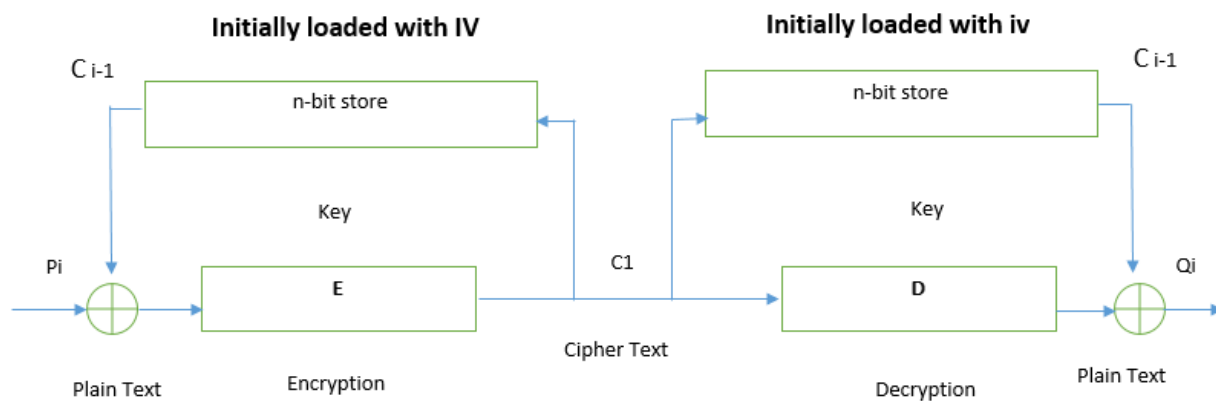 Initially loaded with IV
Initially loaded with iv
C i-1
C i-1
n-bit store
n-bit store
Key
Key
Pi
C1
Qi
E
D
Cipher Text
Plain Text
Encryption
Decryption
Plain Text